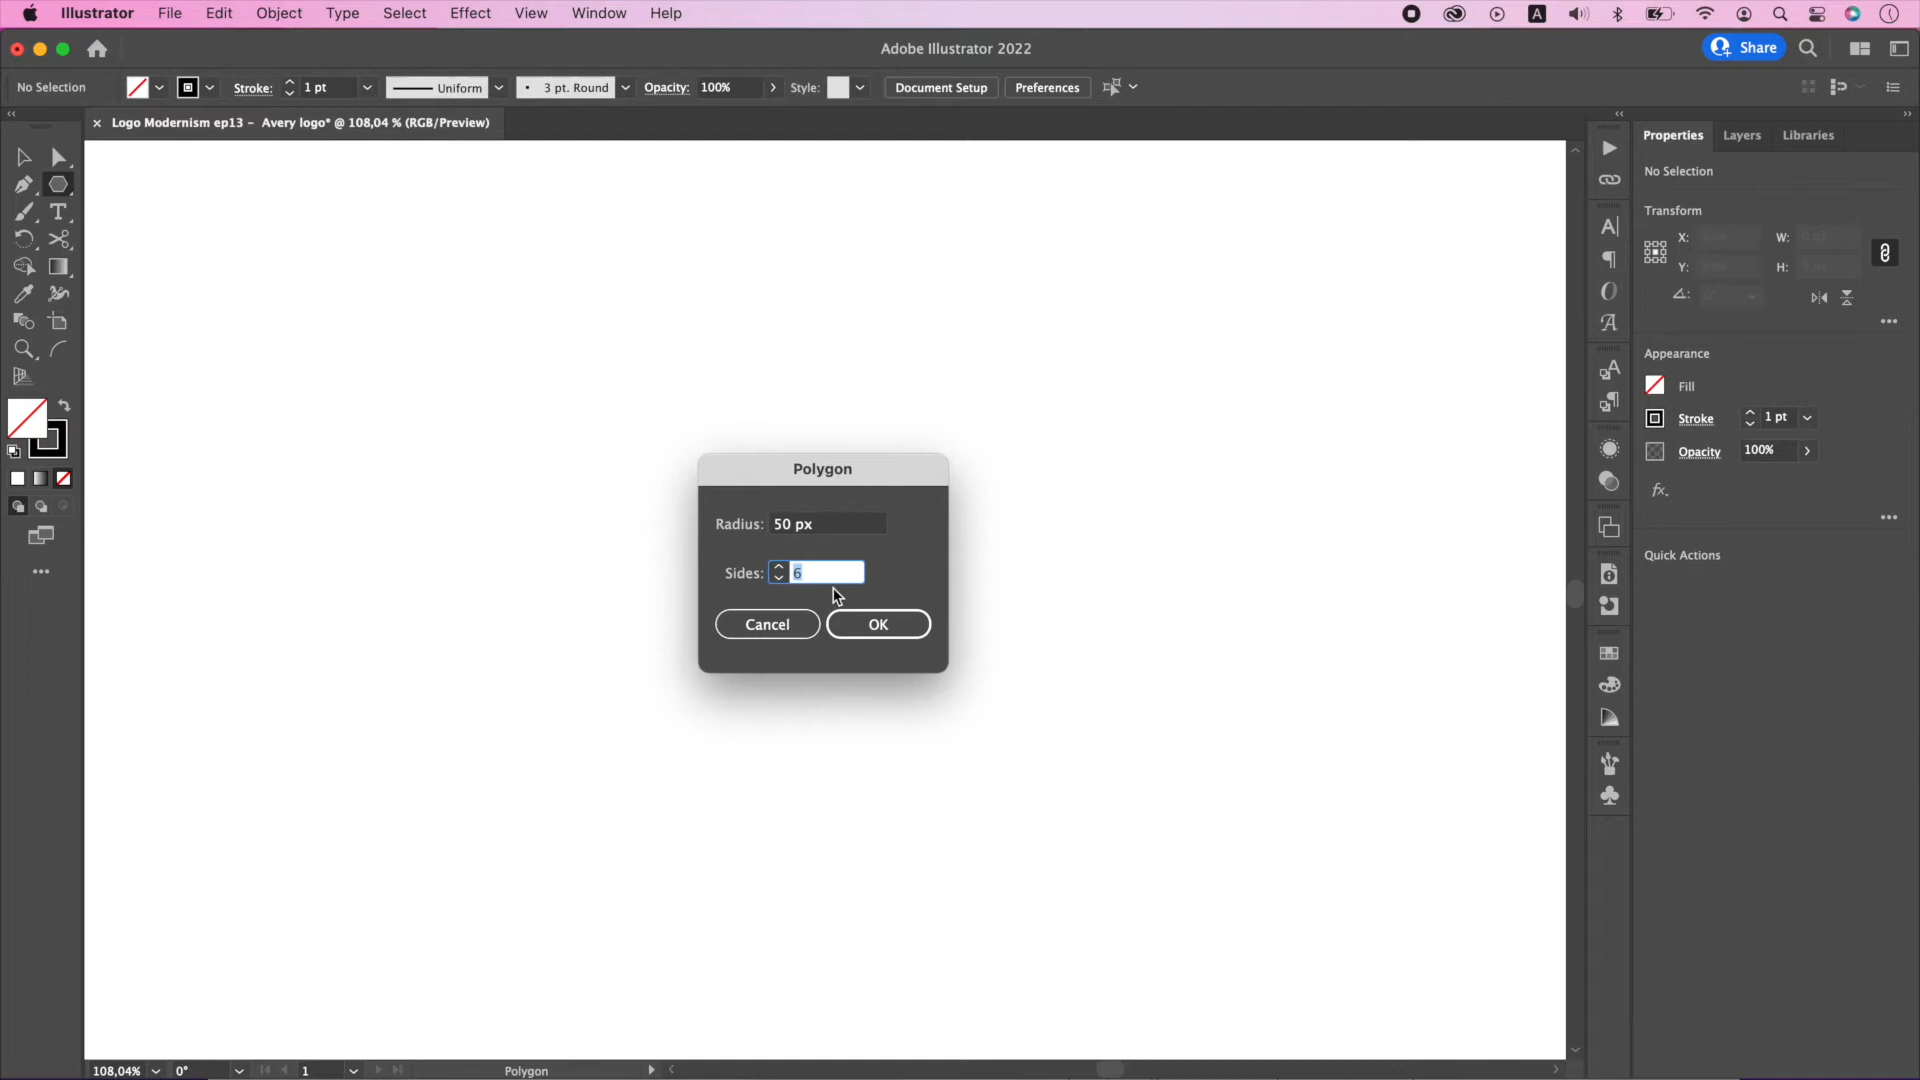 Illustrator File Edit Object Type Select Effect View Window Help
A
Adobe Illustrator 2022
Share
No Selection
Stroke: 1 pt
Uniform
3 pt. Round
Opacity: 100%
Style:
Document Setup
Preferences
× Logo Modernism ep13 - Avery logo* @ 108,04 % (RGB/Preview)
Properties Layers Libraries
No Selection
Transform
X: W:
Y: H:
Appearance
Fill
Stroke 1 pt
Opacity 100%
fx.
Quick Actions
Polygon
Radius: 50 px
Sides: 6
Cancel OK
108,04% 0° 1 Polygon